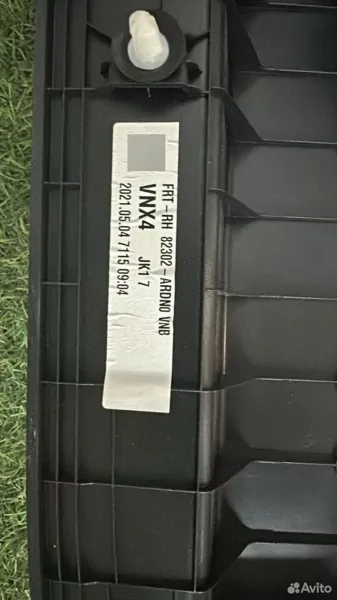 FRT-RH 82302-ARDNO VNB
VNX4 JK1 7
2021.05.04 7115 09:04
Avito